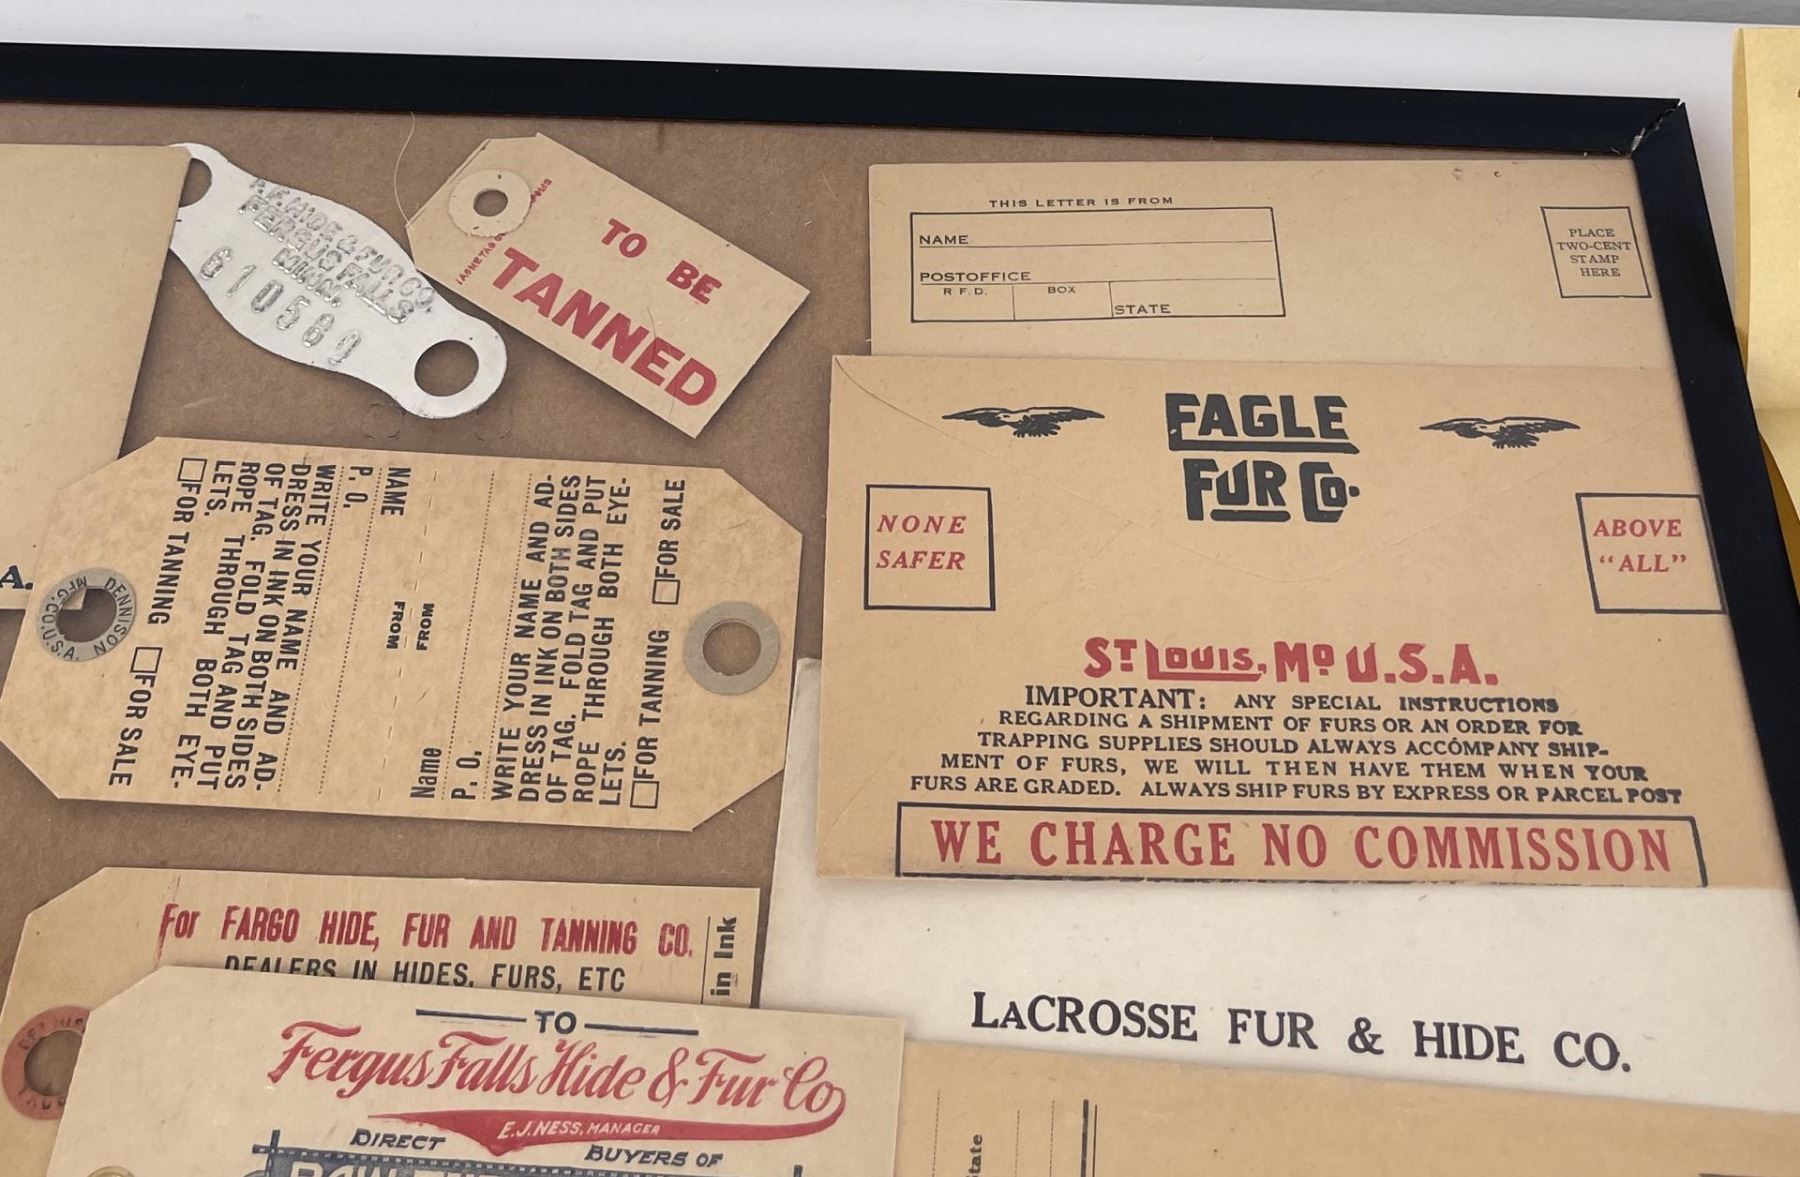 F.F. HIDE & FUR CO.
FERGUS FALLS
MINN.
610580
TO BE
TANNED
THIS LETTER IS FROM
NAME
POSTOFFICE
R F.D.
BOX
STATE
PLACE
TWO-CENT
STAMP
HERE
EAGLE
FUR CO.
NONE
SAFER
ABOVE
"ALL"
ST LOUIS, MO U.S.A.
IMPORTANT: ANY SPECIAL INSTRUCTIONS
REGARDING A SHIPMENT OF FURS OR AN ORDER FOR
TRAPPING SUPPLIES SHOULD ALWAYS ACCOMPANY SHIP-
MENT OF FURS, WE WILL THEN HAVE THEM WHEN YOUR
FURS ARE GRADED. ALWAYS SHIP FURS BY EXPRESS OR PARCEL POST
WE CHARGE NO COMMISSION
A.
DENNISON
MFG.CO.U.S.A.
NAME
P. O.
WRITE YOUR NAME AND AD-
DRESS IN INK ON BOTH SIDES
OF TAG. FOLD TAG AND PUT
ROPE THROUGH BOTH EYE-
LETS.
FOR TANNING FOR SALE
FROM
FROM
Name
P. O.
WRITE YOUR NAME AND AD-
DRESS IN INK ON BOTH SIDES
OF TAG. FOLD TAG AND PUT
ROPE THROUGH BOTH EYE-
LETS.
FOR TANNING FOR SALE
For FARGO HIDE, FUR AND TANNING CO.
DEALERS IN HIDES, FURS, ETC
in Ink
TO
Fergus Falls Hide & Fur Co
E.J. NESS, MANAGER
DIRECT BUYERS OF
LACROSSE FUR & HIDE CO.